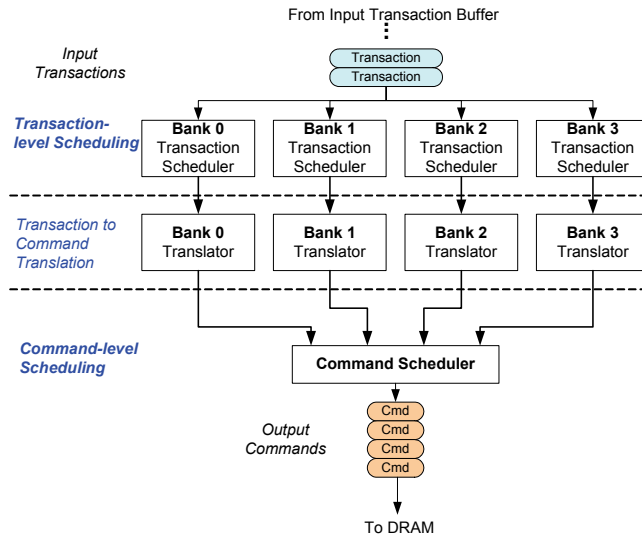 From Input Transaction Buffer
Input
Transactions
Transaction
Transaction
Transaction-
level Scheduling
Bank 0
Transaction
Scheduler
Bank 1
Transaction
Scheduler
Bank 2
Transaction
Scheduler
Bank 3
Transaction
Scheduler
Transaction to
Command
Translation
Bank 0
Translator
Bank 1
Translator
Bank 2
Translator
Bank 3
Translator
Command-level
Scheduling
Command Scheduler
Output
Commands
Cmd
Cmd
Cmd
Cmd
To DRAM